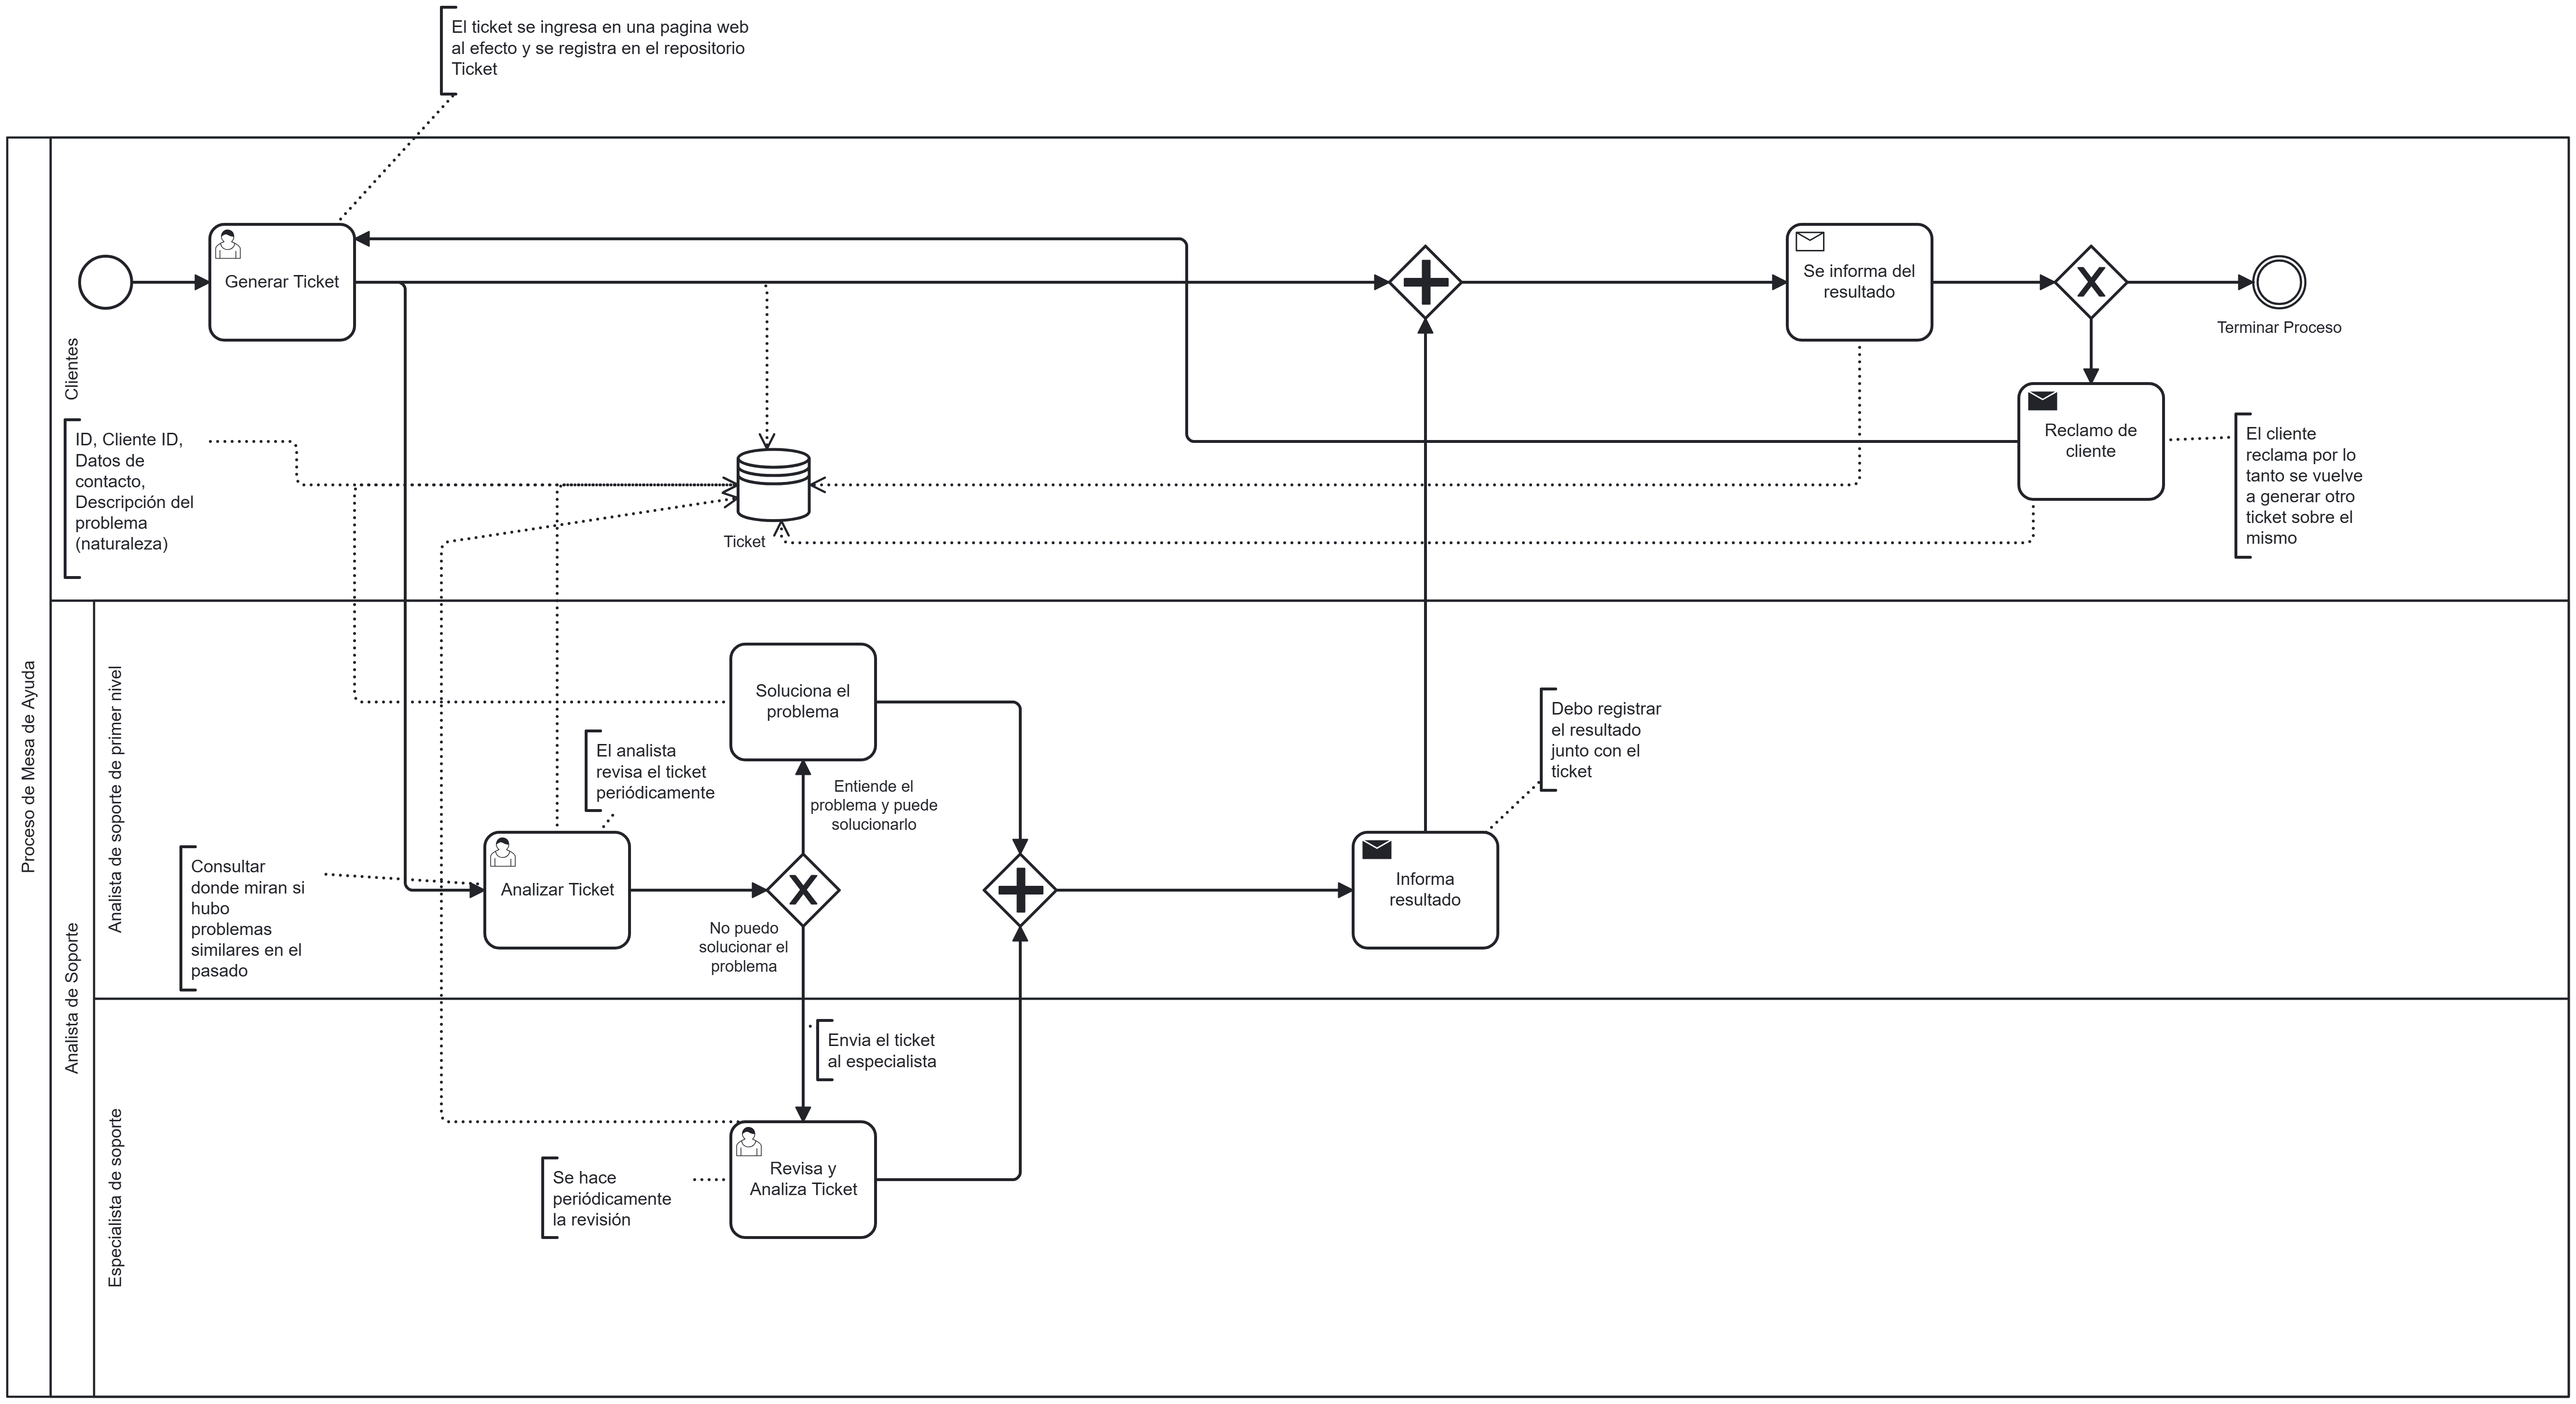 El ticket se ingresa en una pagina web
al efecto y se registra en el repositorio
Ticket
Proceso de Mesa de Ayuda
Clientes
Generar Ticket
Se informa del
resultado
Terminar Proceso
Reclamo de
cliente
El cliente
reclama por lo
tanto se vuelve
a generar otro
ticket sobre el
mismo
ID, Cliente ID,
Datos de
contacto,
Descripción del
problema
(naturaleza)
Ticket
Analista de Soporte
Analista de soporte de primer nivel
Soluciona el
problema
Debo registrar
el resultado
junto con el
ticket
El analista
revisa el ticket
periódicamente
Entiende el
problema y puede
solucionarlo
Consultar
donde miran si
hubo
problemas
similares en el
pasado
Analizar Ticket
Informa
resultado
No puedo
solucionar el
problema
Especialista de soporte
Envia el ticket
al especialista
Revisa y
Analiza Ticket
Se hace
periódicamente
la revisión